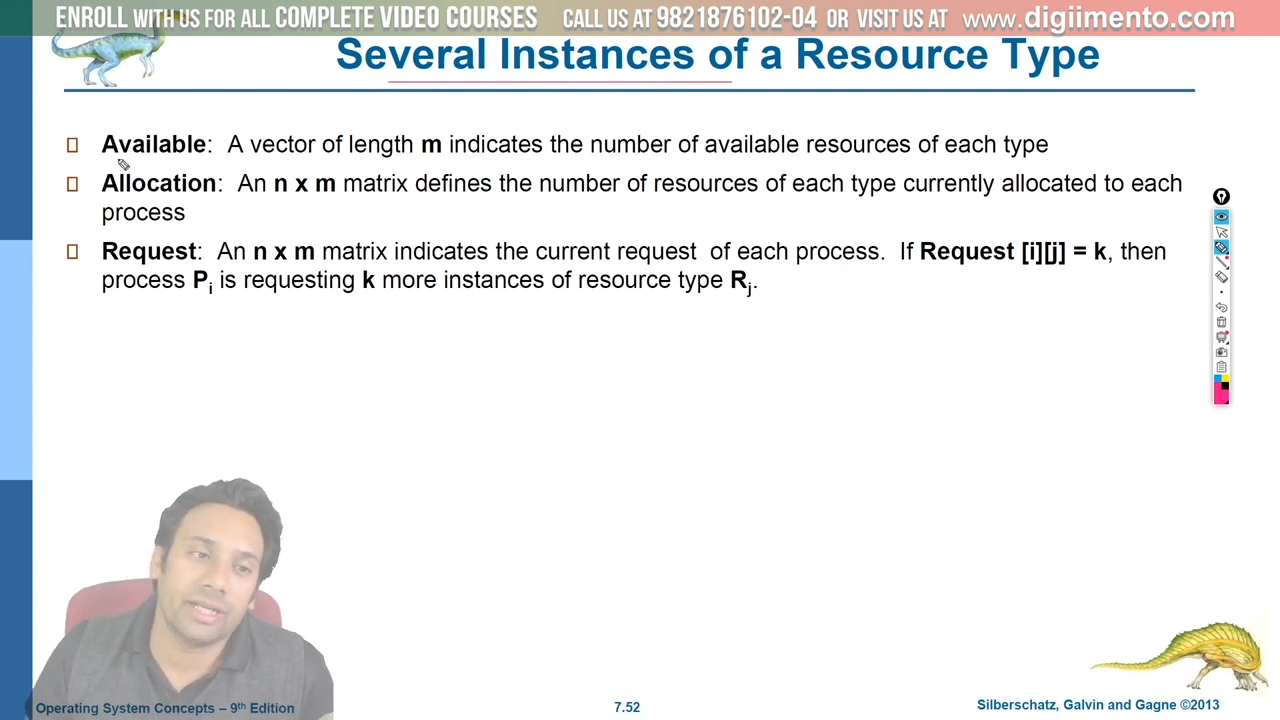 ENROLL WITH US FOR ALL COMPLETE VIDEO COURSES CALL US AT 9821876102-04 OR VISIT US AT www.digiimento.com
Several Instances of a Resource Type
Available: A vector of length m indicates the number of available resources of each type
Allocation: An n x m matrix defines the number of resources of each type currently allocated to each
process
Request: An n x m matrix indicates the current request of each process. If Request [i][j] = k, then
process Pi is requesting k more instances of resource type Rj.
Operating System Concepts – 9th Edition
7.52
Silberschatz, Galvin and Gagne ©2013